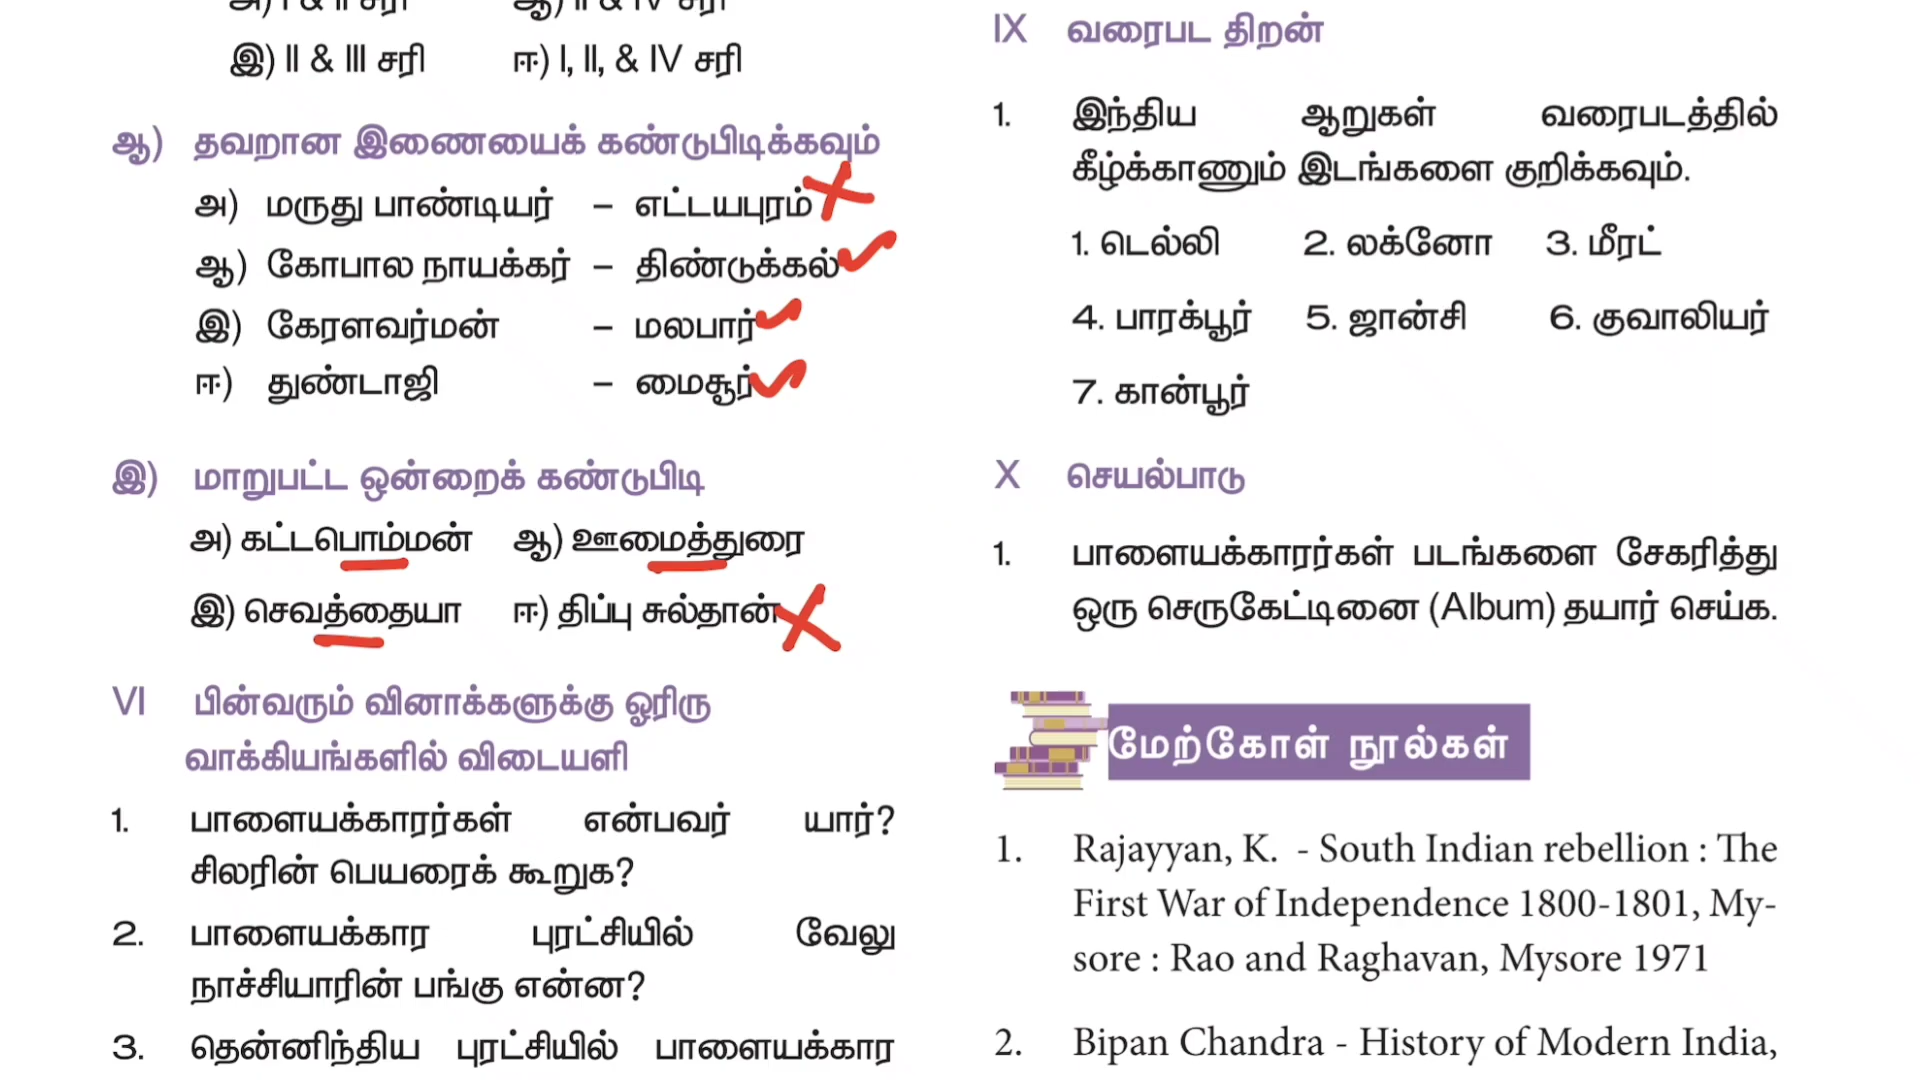 அ) I & II சரி ஆ) II & IV சரி
இ) II & III சரி ஈ) I, II, & IV சரி
ஆ) தவறான இணையைக் கண்டுபிடிக்கவும்
அ) மருது பாண்டியர் – எட்டயபுரம்
ஆ) கோபால நாயக்கர் – திண்டுக்கல்
இ) கேரளவர்மன் – மலபார்
ஈ) துண்டாஜி – மைசூர்
இ) மாறுபட்ட ஒன்றைக் கண்டுபிடி
அ) கட்டபொம்மன் ஆ) ஊமைத்துரை
இ) செவத்தையா ஈ) திப்பு சுல்தான்
VI பின்வரும் வினாக்களுக்கு ஓரிரு
வாக்கியங்களில் விடையளி
1. பாளையக்காரர்கள் என்பவர் யார்?
சிலரின் பெயரைக் கூறுக?
2. பாளையக்கார புரட்சியில் வேலு
நாச்சியாரின் பங்கு என்ன?
3. தென்னிந்திய புரட்சியில் பாளையக்கார
IX வரைபட திறன்
1. இந்திய ஆறுகள் வரைபடத்தில்
கீழ்க்காணும் இடங்களை குறிக்கவும்.
1. டெல்லி 2. லக்னோ 3. மீரட்
4. பாரக்பூர் 5. ஜான்சி 6. குவாலியர்
7. கான்பூர்
X செயல்பாடு
1. பாளையக்காரர்கள் படங்களை சேகரித்து
ஒரு செருகேட்டினை (Album) தயார் செய்க.
மேற்கோள் நூல்கள்
1. Rajayyan, K. - South Indian rebellion : The
First War of Independence 1800-1801, My-
sore : Rao and Raghavan, Mysore 1971
2. Bipan Chandra - History of Modern India,